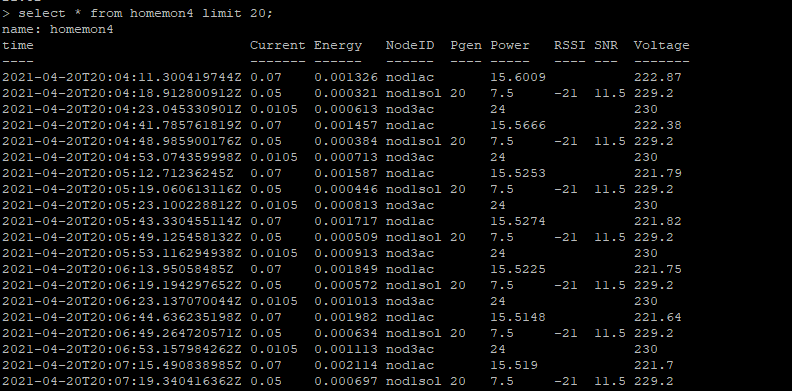 > select * from homemon4 limit 20;
name: homemon4
time Current Energy NodeID Pgen Power RSSI SNR Voltage
---- ------- ------ ------ ---- ----- ---- --- -------
2021-04-20T20:04:11.300419744Z 0.07 0.001326 nod1ac 15.6009 222.87
2021-04-20T20:04:18.912800912Z 0.05 0.000321 nod1sol 20 7.5 -21 11.5 229.2
2021-04-20T20:04:23.045330901Z 0.0105 0.000613 nod3ac 24 230
2021-04-20T20:04:41.785761819Z 0.07 0.001457 nod1ac 15.5666 222.38
2021-04-20T20:04:48.985900176Z 0.05 0.000384 nod1sol 20 7.5 -21 11.5 229.2
2021-04-20T20:04:53.074359998Z 0.0105 0.000713 nod3ac 24 230
2021-04-20T20:05:12.71236245Z 0.07 0.001587 nod1ac 15.5253 221.79
2021-04-20T20:05:19.060613116Z 0.05 0.000446 nod1sol 20 7.5 -21 11.5 229.2
2021-04-20T20:05:23.100228812Z 0.0105 0.000813 nod3ac 24 230
2021-04-20T20:05:43.330455114Z 0.07 0.001717 nod1ac 15.5274 221.82
2021-04-20T20:05:49.125458132Z 0.05 0.000509 nod1sol 20 7.5 -21 11.5 229.2
2021-04-20T20:05:53.116294938Z 0.0105 0.000913 nod3ac 24 230
2021-04-20T20:06:13.95058485Z 0.07 0.001849 nod1ac 15.5225 221.75
2021-04-20T20:06:19.194297652Z 0.05 0.000572 nod1sol 20 7.5 -21 11.5 229.2
2021-04-20T20:06:23.137070044Z 0.0105 0.001013 nod3ac 24 230
2021-04-20T20:06:44.636235198Z 0.07 0.001982 nod1ac 15.5148 221.64
2021-04-20T20:06:49.264720571Z 0.05 0.000634 nod1sol 20 7.5 -21 11.5 229.2
2021-04-20T20:06:53.157984262Z 0.0105 0.001113 nod3ac 24 230
2021-04-20T20:07:15.490838985Z 0.07 0.002114 nod1ac 15.519 221.7
2021-04-20T20:07:19.340416362Z 0.05 0.000697 nod1sol 20 7.5 -21 11.5 229.2